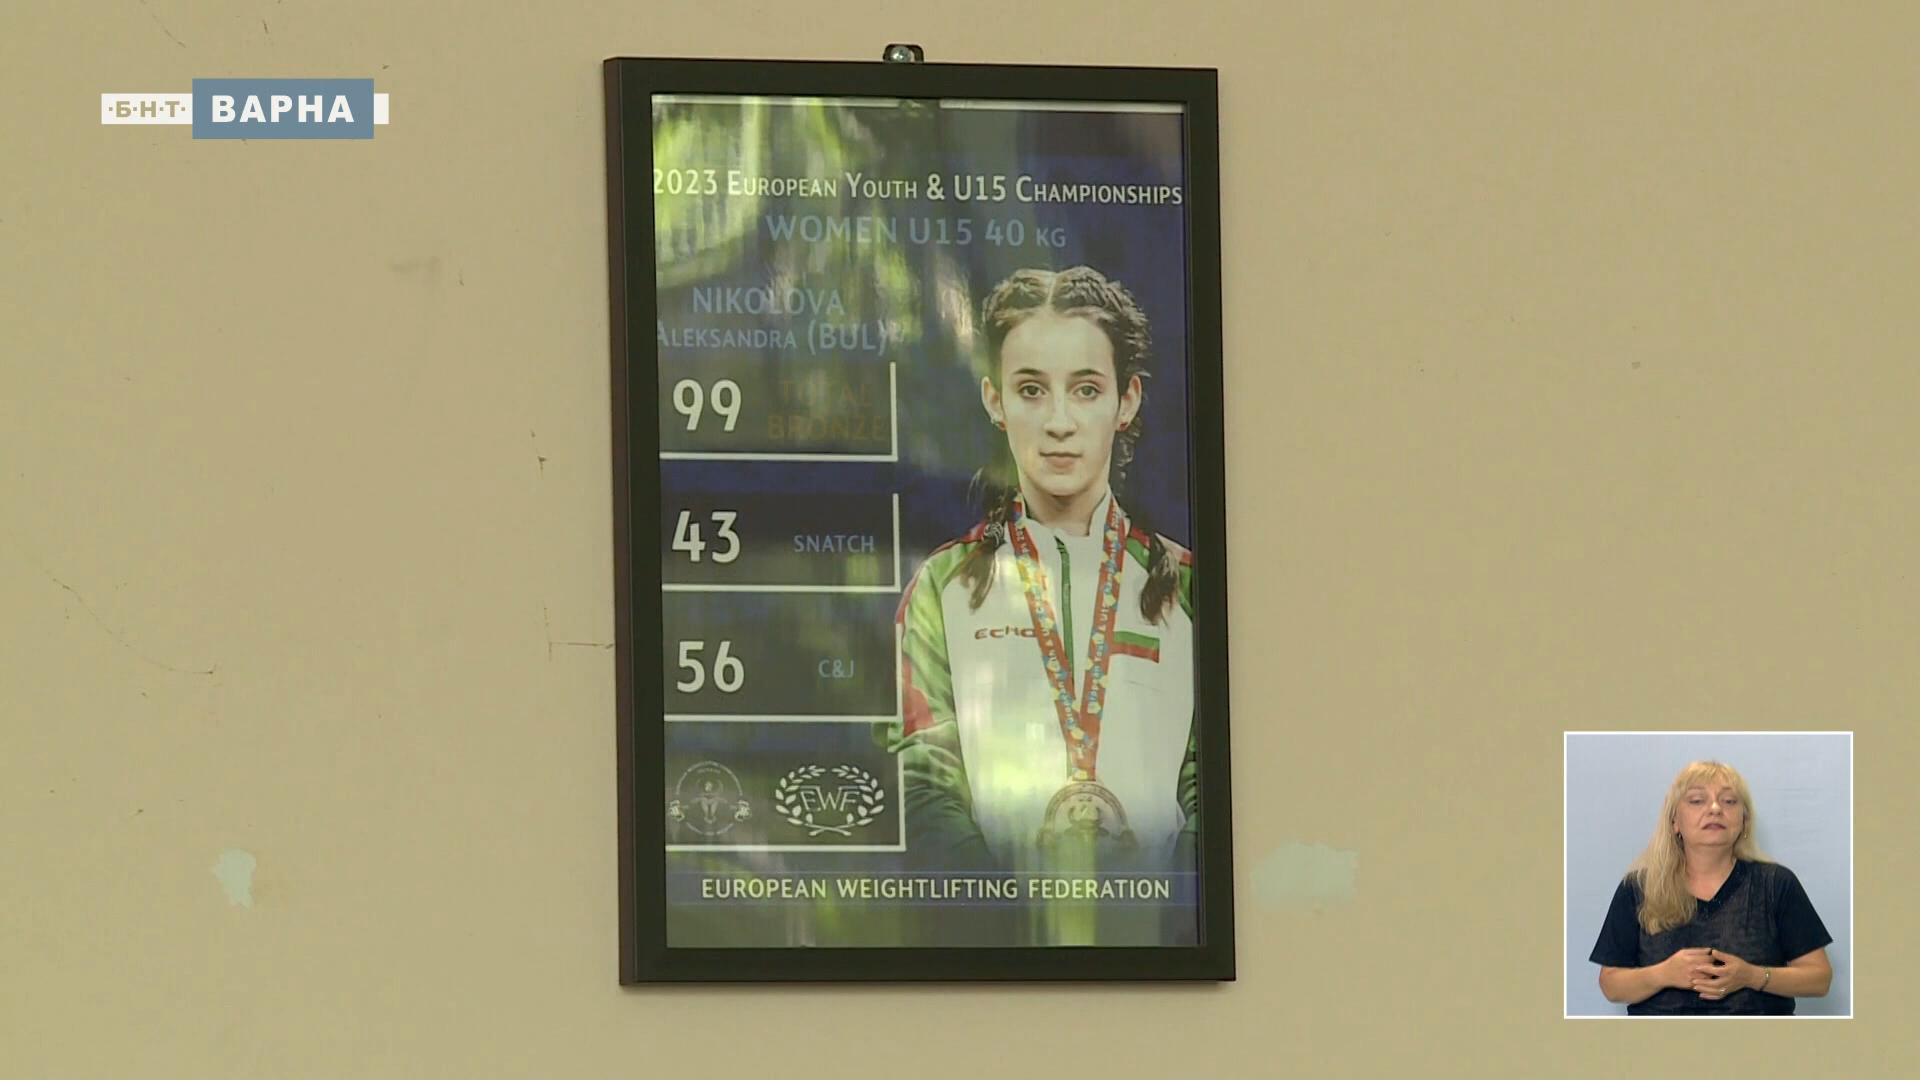 ·Б·Н·Т· ВАРНА
2023 EUROPEAN YOUTH & U15 CHAMPIONSHIPS
WOMEN U15 40 KG
NIKOLOVA
ALEKSANDRA (BUL)
99 TOTAL BRONZE
43 SNATCH
56 C&J
ECHO
EWF
EUROPEAN WEIGHTLIFTING FEDERATION